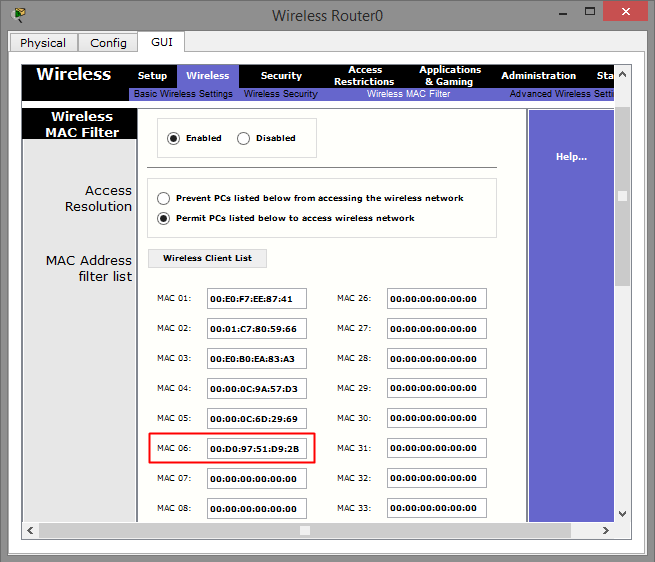 Wireless Router0
Physical Config GUI
Wireless
Setup Wireless Security Access Restrictions Applications & Gaming Administration Sta
Basic Wireless Settings Wireless Security Wireless MAC Filter Advanced Wireless Setti
Wireless
MAC Filter
Enabled Disabled
Help...
Access
Resolution
Prevent PCs listed below from accessing the wireless network
Permit PCs listed below to access wireless network
MAC Address
filter list
Wireless Client List
MAC 01: 00:E0:F7:EE:87:41 MAC 26: 00:00:00:00:00:00
MAC 02: 00:01:C7:80:59:66 MAC 27: 00:00:00:00:00:00
MAC 03: 00:E0:B0:EA:83:A3 MAC 28: 00:00:00:00:00:00
MAC 04: 00:00:0C:9A:57:D3 MAC 29: 00:00:00:00:00:00
MAC 05: 00:00:0C:6D:29:69 MAC 30: 00:00:00:00:00:00
MAC 06: 00:D0:97:51:D9:2B MAC 31: 00:00:00:00:00:00
MAC 07: 00:00:00:00:00:00 MAC 32: 00:00:00:00:00:00
MAC 08: 00:00:00:00:00:00 MAC 33: 00:00:00:00:00:00